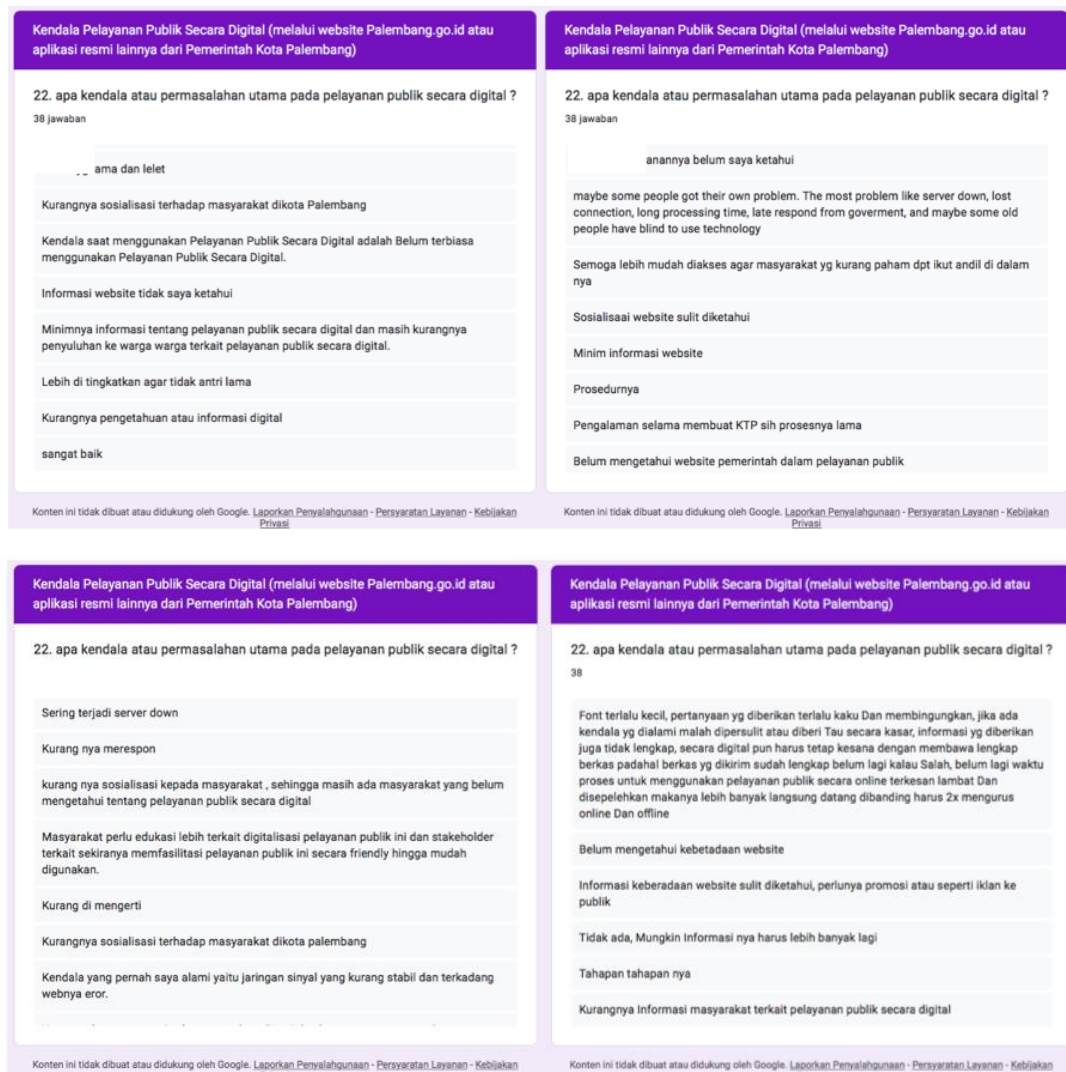 Kendala Pelayanan Publik Secara Digital (melalui website Palembang.go.id atau
aplikasi resmi lainnya dari Pemerintah Kota Palembang)
22. apa kendala atau permasalahan utama pada pelayanan publik secara digital ?
38 jawaban
ama dan lelet
Kurangnya sosialisasi terhadap masyarakat dikota Palembang
Kendala saat menggunakan Pelayanan Publik Secara Digital adalah Belum terbiasa
menggunakan Pelayanan Publik Secara Digital.
Informasi website tidak saya ketahui
Minimnya informasi tentang pelayanan publik secara digital dan masih kurangnya
penyuluhan ke warga warga terkait pelayanan publik secara digital.
Lebih di tingkatkan agar tidak antri lama
Kurangnya pengetahuan atau informasi digital
sangat baik
Konten ini tidak dibuat atau didukung oleh Google. Laporkan Penyalahgunaan - Persyaratan Layanan - Kebijakan
Privasi
Kendala Pelayanan Publik Secara Digital (melalui website Palembang.go.id atau
aplikasi resmi lainnya dari Pemerintah Kota Palembang)
22. apa kendala atau permasalahan utama pada pelayanan publik secara digital ?
38 jawaban
anannya belum saya ketahui
maybe some people got their own problem. The most problem like server down, lost
connection, long processing time, late respond from goverment, and maybe some old
people have blind to use technology
Semoga lebih mudah diakses agar masyarakat yg kurang paham dpt ikut andil di dalam
nya
Sosialisaai website sulit diketahui
Minim informasi website
Prosedurnya
Pengalaman selama membuat KTP sih prosesnya lama
Belum mengetahui website pemerintah dalam pelayanan publik
Konten ini tidak dibuat atau didukung oleh Google. Laporkan Penyalahgunaan - Persyaratan Layanan - Kebijakan
Privasi
Kendala Pelayanan Publik Secara Digital (melalui website Palembang.go.id atau
aplikasi resmi lainnya dari Pemerintah Kota Palembang)
22. apa kendala atau permasalahan utama pada pelayanan publik secara digital ?
Sering terjadi server down
Kurang nya merespon
kurang nya sosialisasi kepada masyarakat , sehingga masih ada masyarakat yang belum
mengetahui tentang pelayanan publik secara digital
Masyarakat perlu edukasi lebih terkait digitalisasi pelayanan publik ini dan stakeholder
terkait sekiranya memfasilitasi pelayanan publik ini secara friendly hingga mudah
digunakan.
Kurang di mengerti
Kurangnya sosialisasi terhadap masyarakat dikota palembang
Kendala yang pernah saya alami yaitu jaringan sinyal yang kurang stabil dan terkadang
webnya eror.
Konten ini tidak dibuat atau didukung oleh Google. Laporkan Penyalahgunaan - Persyaratan Layanan - Kebijakan
Kendala Pelayanan Publik Secara Digital (melalui website Palembang.go.id atau
aplikasi resmi lainnya dari Pemerintah Kota Palembang)
22. apa kendala atau permasalahan utama pada pelayanan publik secara digital ?
38
Font terlalu kecil, pertanyaan yg diberikan terlalu kaku Dan membingungkan, jika ada
kendala yg dialami malah dipersulit atau diberi Tau secara kasar, informasi yg diberikan
juga tidak lengkap, secara digital pun harus tetap kesana dengan membawa lengkap
berkas padahal berkas yg dikirim sudah lengkap belum lagi kalau Salah, belum lagi waktu
proses untuk menggunakan pelayanan publik secara online terkesan lambat Dan
disepelehkan makanya lebih banyak langsung datang dibanding harus 2x mengurus
online Dan offline
Belum mengetahui kebetadaan website
Informasi keberadaan website sulit diketahui, perlunya promosi atau seperti iklan ke
publik
Tidak ada, Mungkin Informasi nya harus lebih banyak lagi
Tahapan tahapan nya
Kurangnya Informasi masyarakat terkait pelayanan publik secara digital
Konten ini tidak dibuat atau didukung oleh Google. Laporkan Penyalahgunaan - Persyaratan Layanan - Kebijakan